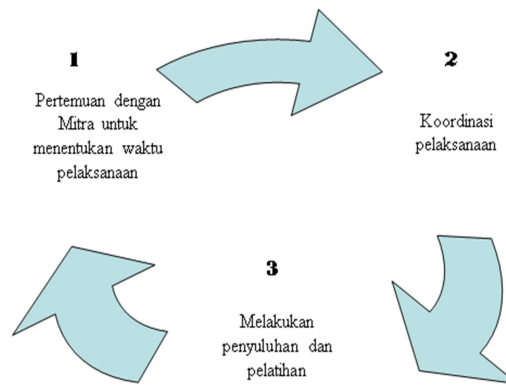 1
Pertemuan dengan
Mitra untuk
menentukan waktu
pelaksanaan
2
Koordinasi
pelaksanaan
3
Melakukan
penyuluhan dan
pelatihan